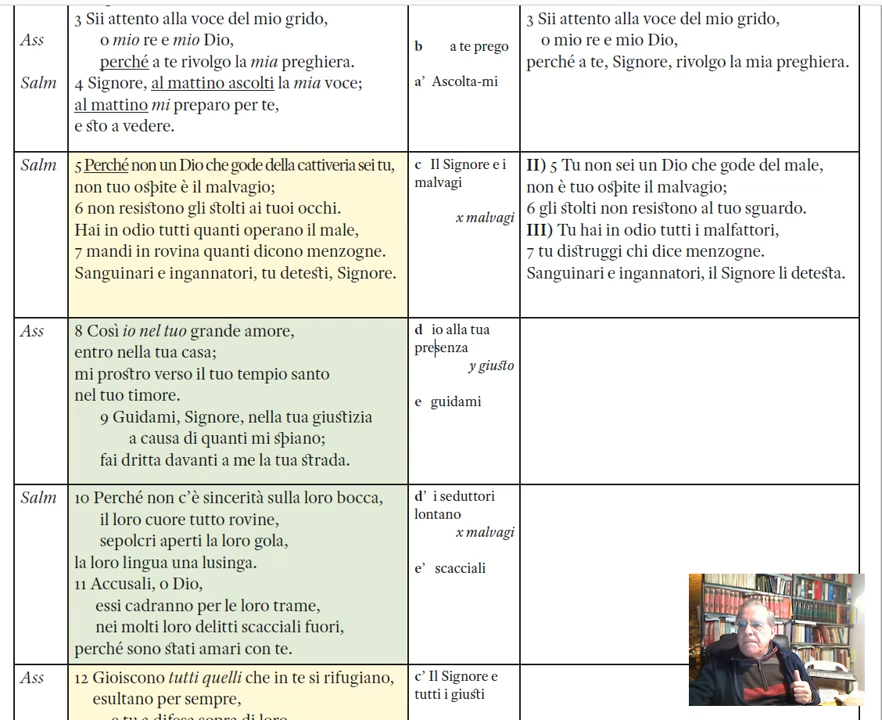 3 Sii attento alla voce del mio grido,
Ass
o mio re e mio Dio,
perché a te rivolgo la mia preghiera.
Salm
4 Signore, al mattino ascolti la mia voce;
al mattino mi preparo per te,
e sto a vedere.
b a te prego
a’ Ascolta-mi
3 Sii attento alla voce del mio grido,
o mio re e mio Dio,
perché a te, Signore, rivolgo la mia preghiera.
Salm
5 Perché non un Dio che gode della cattiveria sei tu,
non tuo ospite è il malvagio;
6 non resistono gli stolti ai tuoi occhi.
Hai in odio tutti quanti operano il male,
7 mandi in rovina quanti dicono menzogne.
Sanguinari e ingannatori, tu detesti, Signore.
c Il Signore e i
malvagi
x malvagi
II) 5 Tu non sei un Dio che gode del male,
non è tuo ospite il malvagio;
6 gli stolti non resistono al tuo sguardo.
III) Tu hai in odio tutti i malfattori,
7 tu distruggi chi dice menzogne.
Sanguinari e ingannatori, il Signore li detesta.
Ass
8 Così io nel tuo grande amore,
entro nella tua casa;
mi prostro verso il tuo tempio santo
nel tuo timore.
9 Guidami, Signore, nella tua giustizia
a causa di quanti mi spiano;
fai dritta davanti a me la tua strada.
d io alla tua
presenza
y giusto
e guidami
Salm
10 Perché non c’è sincerità sulla loro bocca,
il loro cuore tutto rovine,
sepolcri aperti la loro gola,
la loro lingua una lusinga.
11 Accusali, o Dio,
essi cadranno per le loro trame,
nei molti loro delitti scacciali fuori,
perché sono stati amari con te.
d’ i seduttori
lontano
x malvagi
e’ scacciali
Ass
12 Gioiscono tutti quelli che in te si rifugiano,
esultano per sempre,
c’ Il Signore e
tutti i giusti